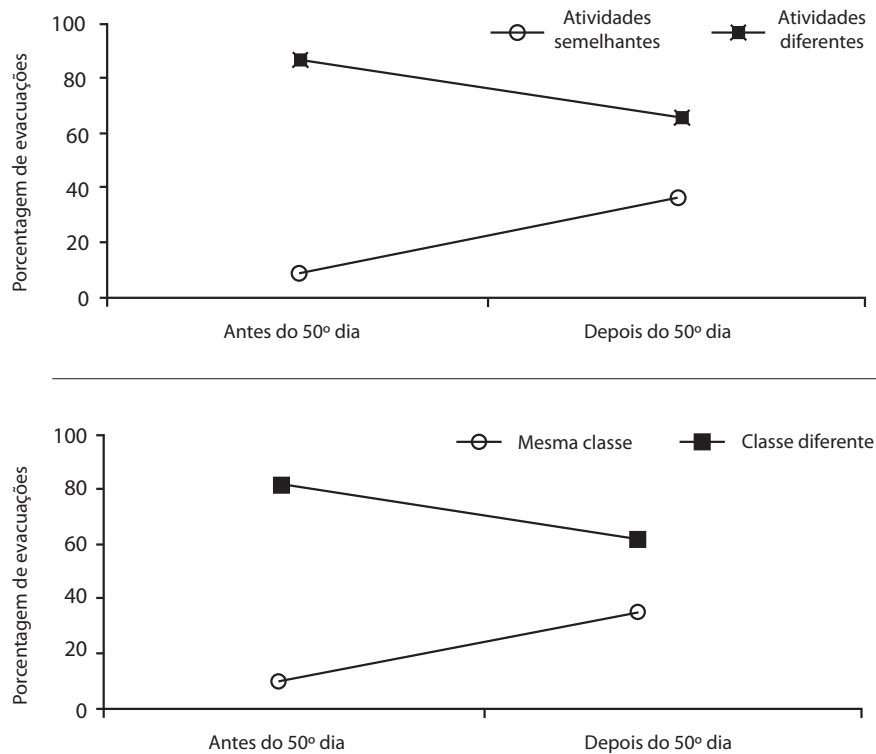 Porcentagem de evacuações
100
80
60
40
20
0
Atividades
semelhantes
Atividades
diferentes
Antes do 50º dia
Depois do 50º dia
Porcentagem de evacuações
100
80
60
40
20
0
Mesma classe
Classe diferente
Antes do 50º dia
Depois do 50º dia